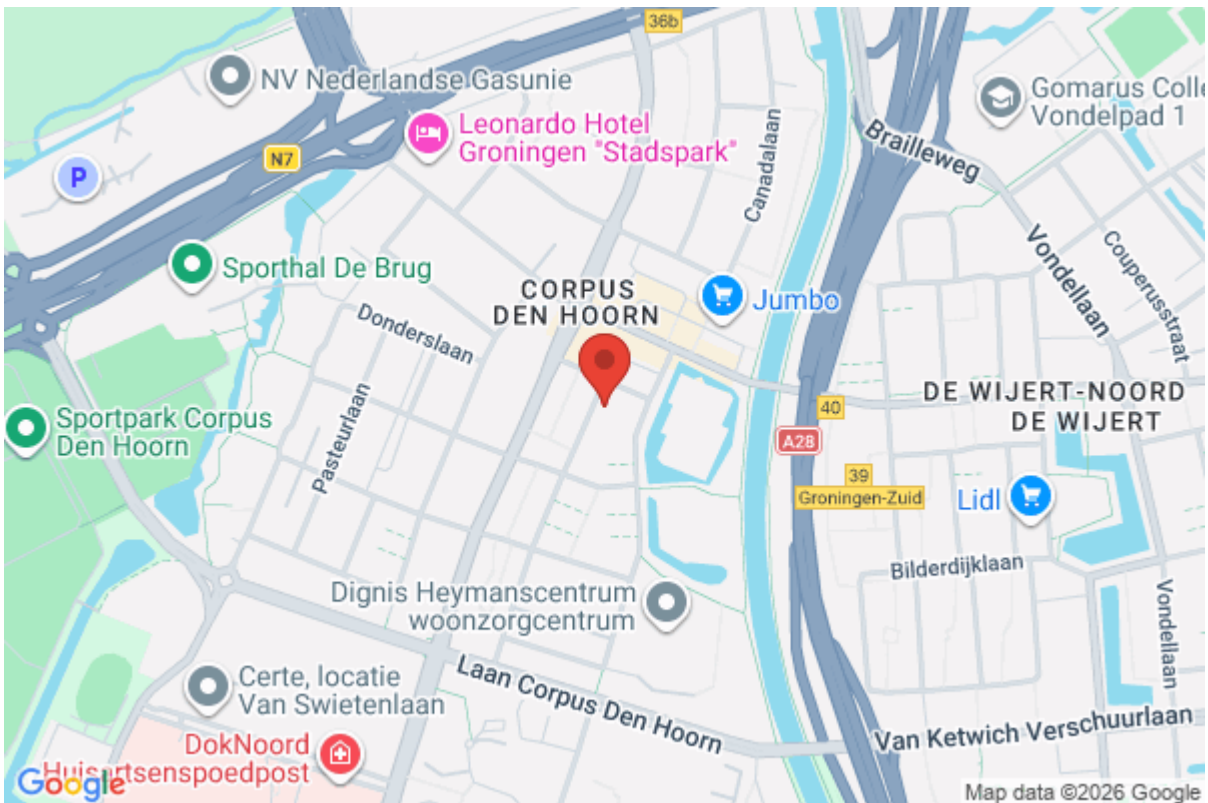 36b
NV Nederlandse Gasunie
Gomarus Colle
Vondelpad 1
Leonardo Hotel
Groningen "Stadspark"
Brailleweg
N7
P
Canadalaan
Vondellaan
Couperusstraat
Sporthal De Brug
CORPUS
DEN HOORN
Jumbo
Donderslaan
Pasteurlaan
DE WIJERT-NOORD
DE WIJERT
40
A28
Sportpark Corpus
Den Hoorn
39
Groningen-Zuid
Lidl
Bilderdijklaan
Dignis Heymanscentrum
woonzorgcentrum
Vondellaan
Certe, locatie
Van Swietenlaan
Laan Corpus Den Hoorn
Van Ketwich Verschuurlaan
DokNoord
Huisartsenspoedpost
Google
Map data ©2026 Google